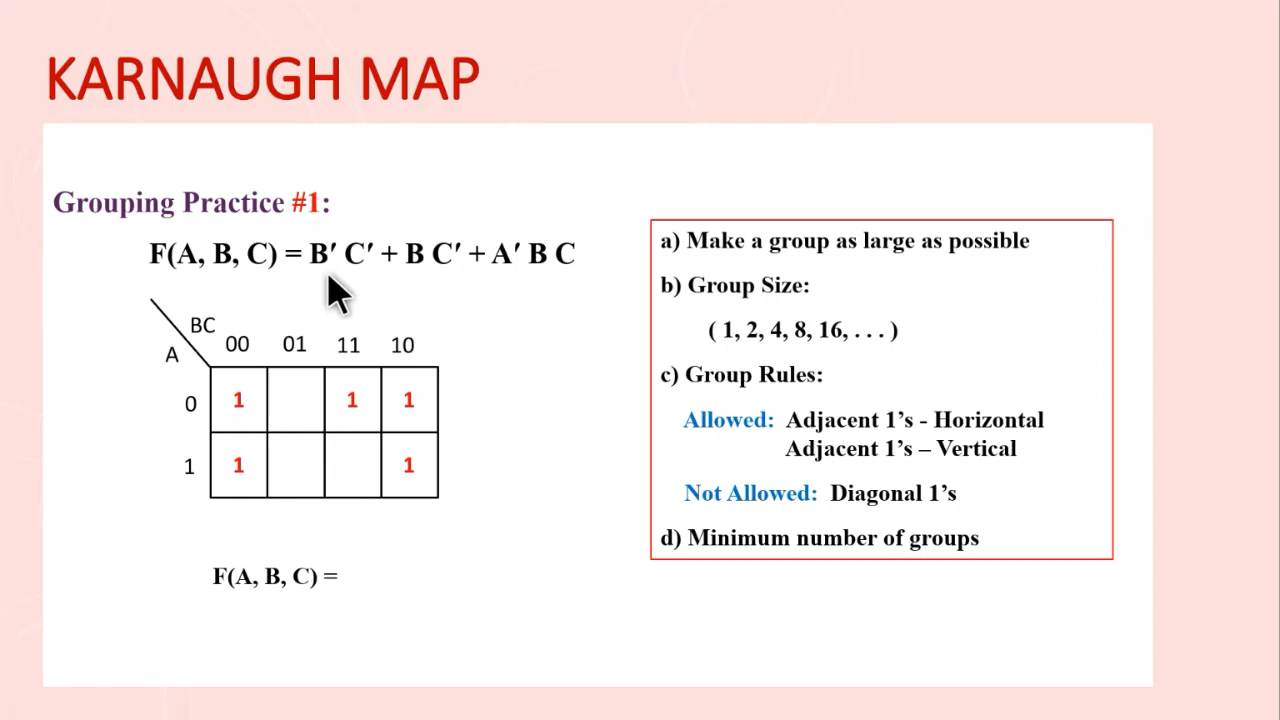 KARNAUGH MAP
Grouping Practice #1:
F(A, B, C) = B′ C′ + B C′ + A′ B C
BC
A
00 01 11 10
0 1 1 1
1 1 1
F(A, B, C) =
a) Make a group as large as possible
b) Group Size:
( 1, 2, 4, 8, 16, . . . )
c) Group Rules:
Allowed: Adjacent 1’s - Horizontal
Adjacent 1’s – Vertical
Not Allowed: Diagonal 1’s
d) Minimum number of groups